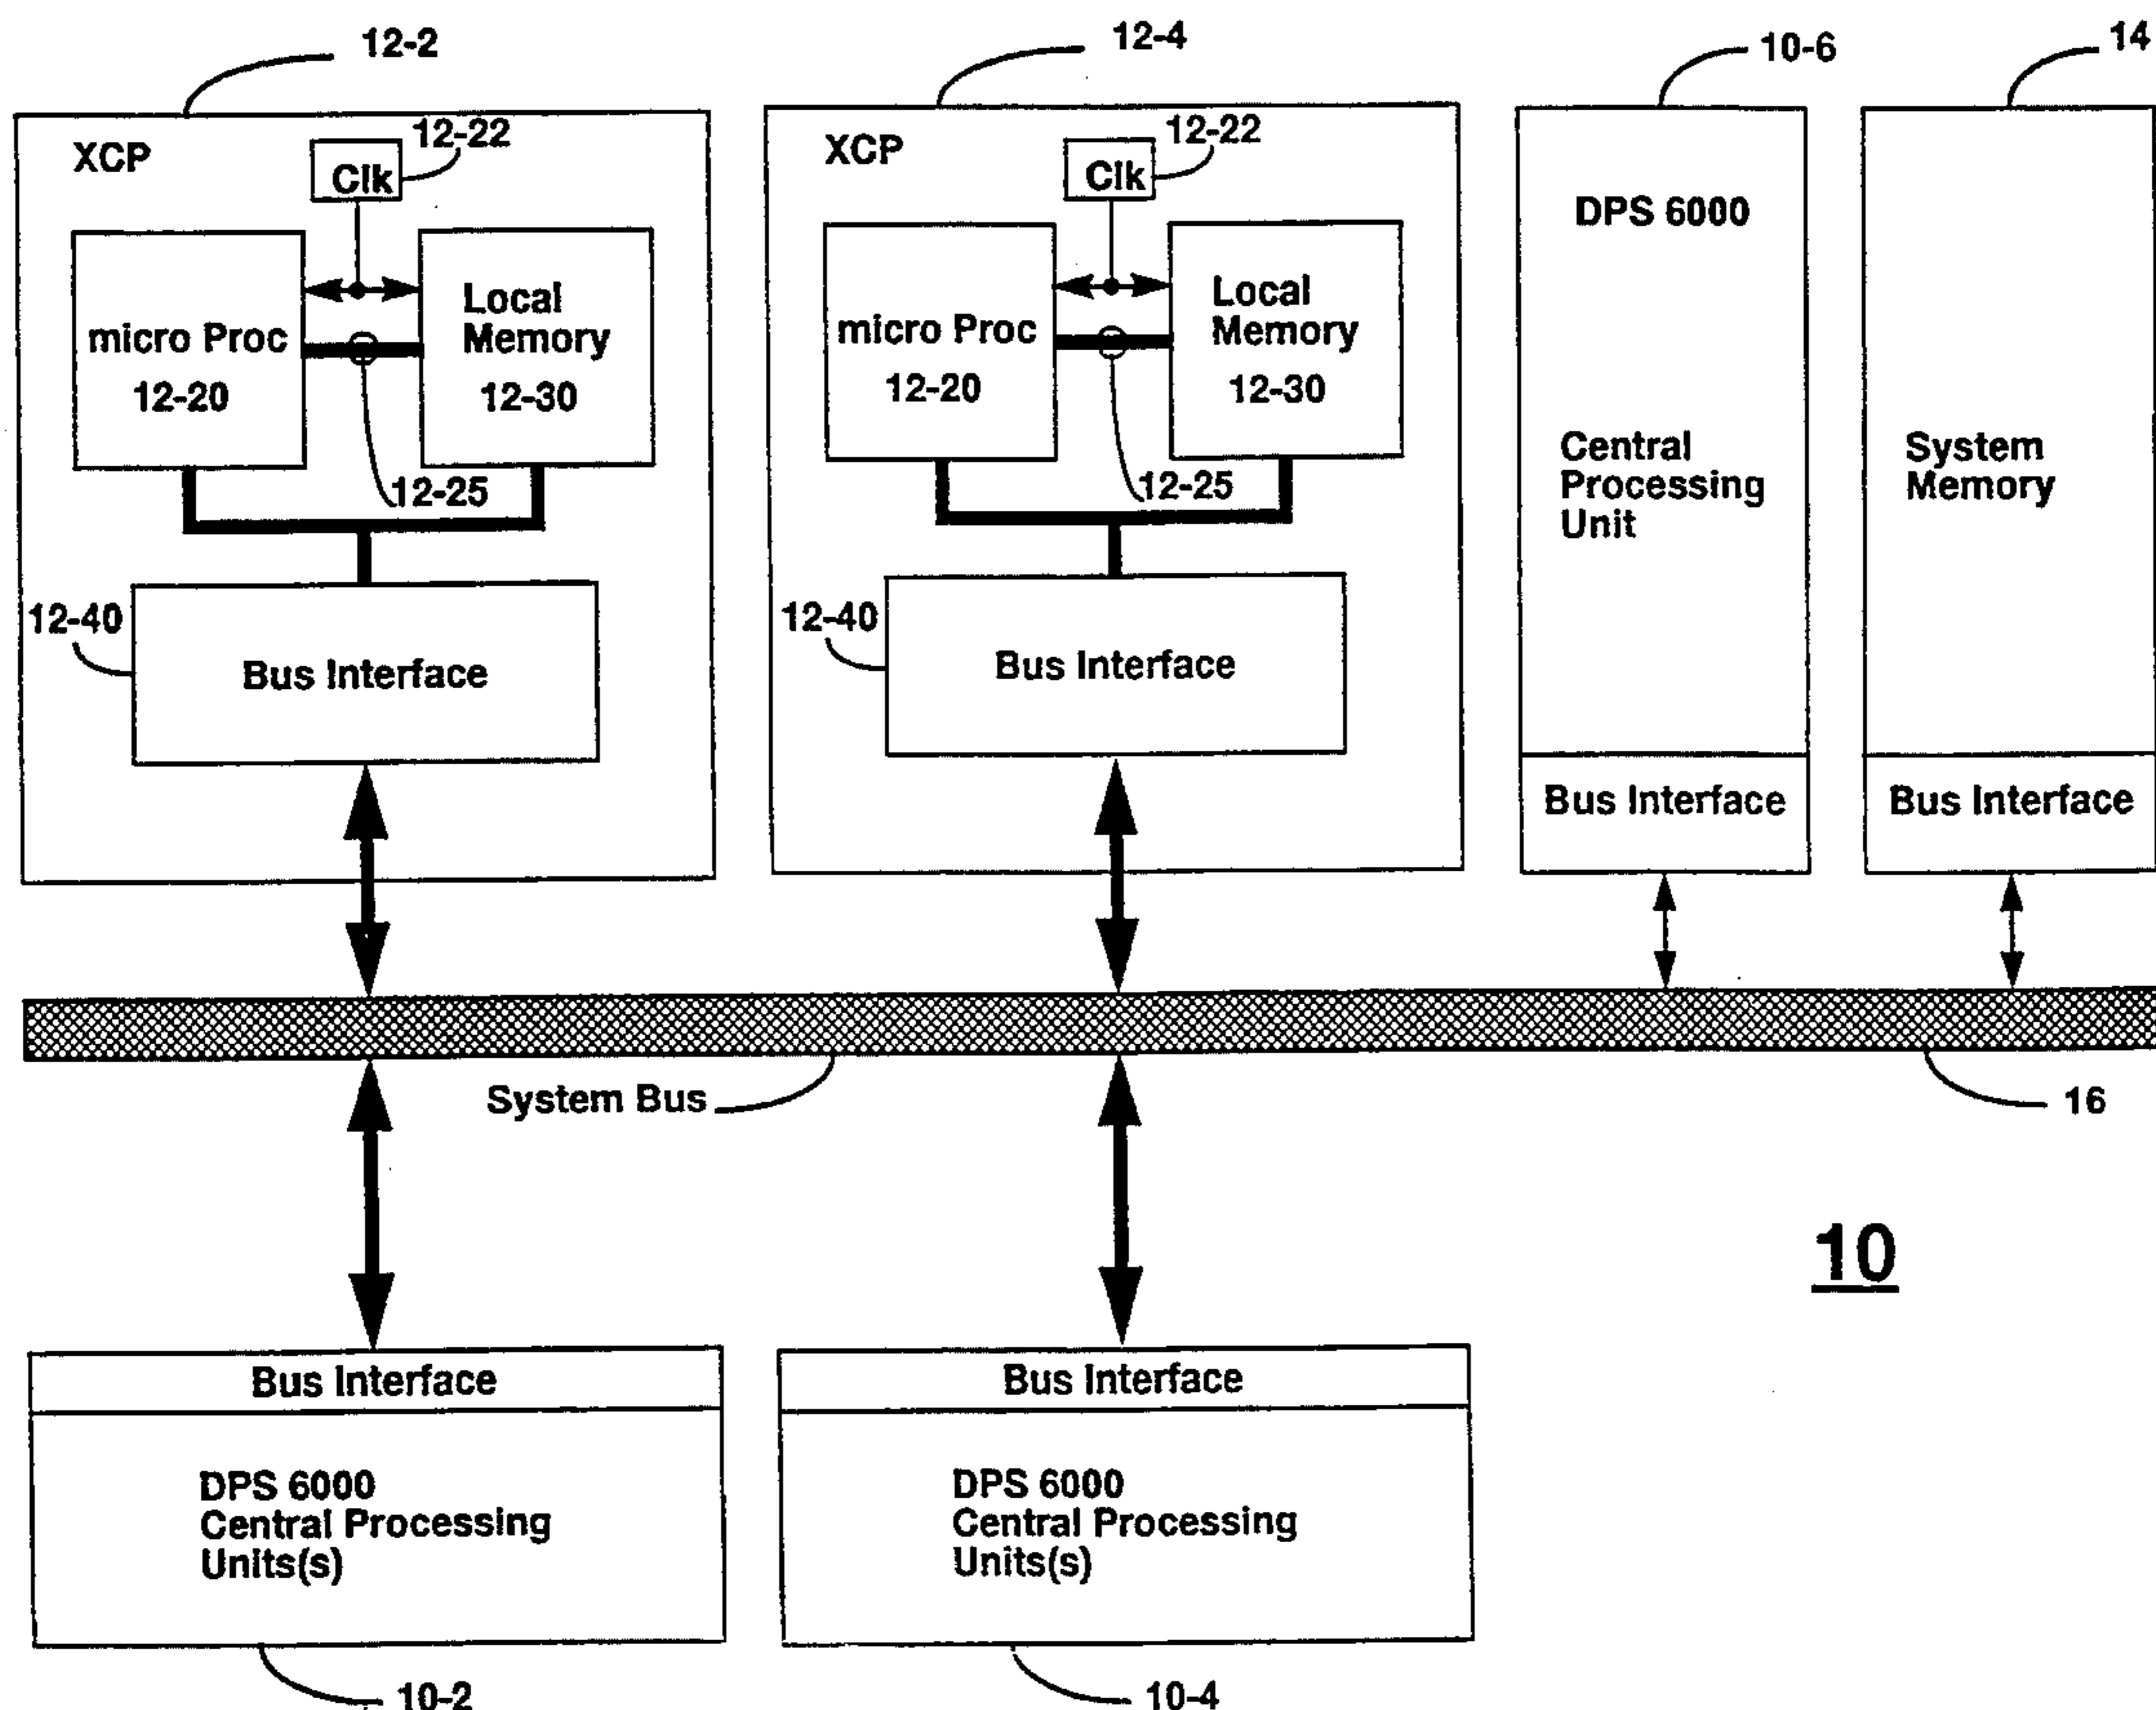 12-2
12-4
10-6
14
XCP
12-22
Clk
micro Proc
12-20
Local
Memory
12-30
12-25
12-40
Bus Interface
XCP
12-22
Clk
micro Proc
12-20
Local
Memory
12-30
12-25
12-40
Bus Interface
DPS 6000
Central
Processing
Unit
Bus Interface
System
Memory
Bus Interface
System Bus
16
10
Bus Interface
DPS 6000
Central Processing
Units(s)
10-2
Bus Interface
DPS 6000
Central Processing
Units(s)
10-4